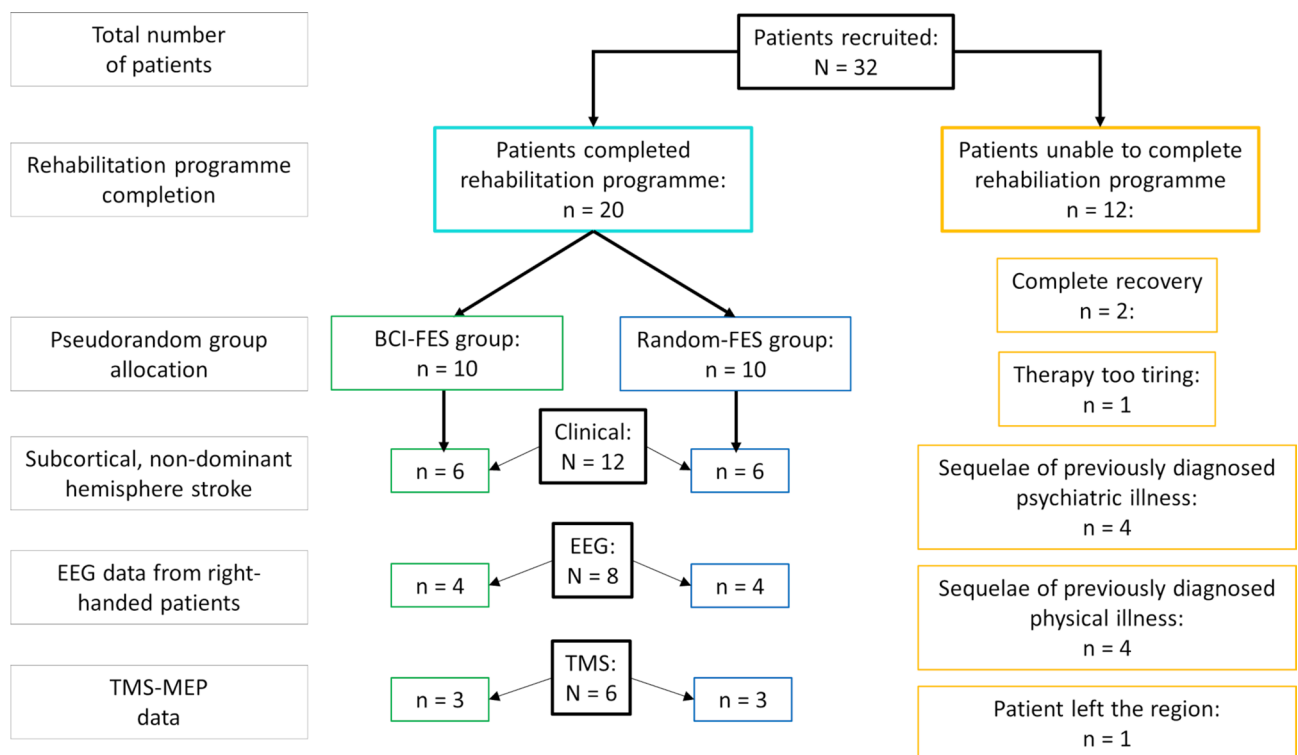 Total number
of patients
Patients recruited:
N = 32
Rehabilitation programme
completion
Patients completed
rehabilitation programme:
n = 20
Patients unable to complete
rehabiliation programme
n = 12:
Complete recovery
n = 2:
Pseudorandom group
allocation
BCI-FES group:
n = 10
Random-FES group:
n = 10
Therapy too tiring:
n = 1
Subcortical, non-dominant
hemisphere stroke
n = 6
Clinical:
N = 12
n = 6
Sequelae of previously diagnosed
psychiatric illness:
n = 4
EEG data from right-
handed patients
n = 4
EEG:
N = 8
n = 4
Sequelae of previously diagnosed
physical illness:
n = 4
TMS-MEP
data
n = 3
TMS:
N = 6
n = 3
Patient left the region:
n = 1